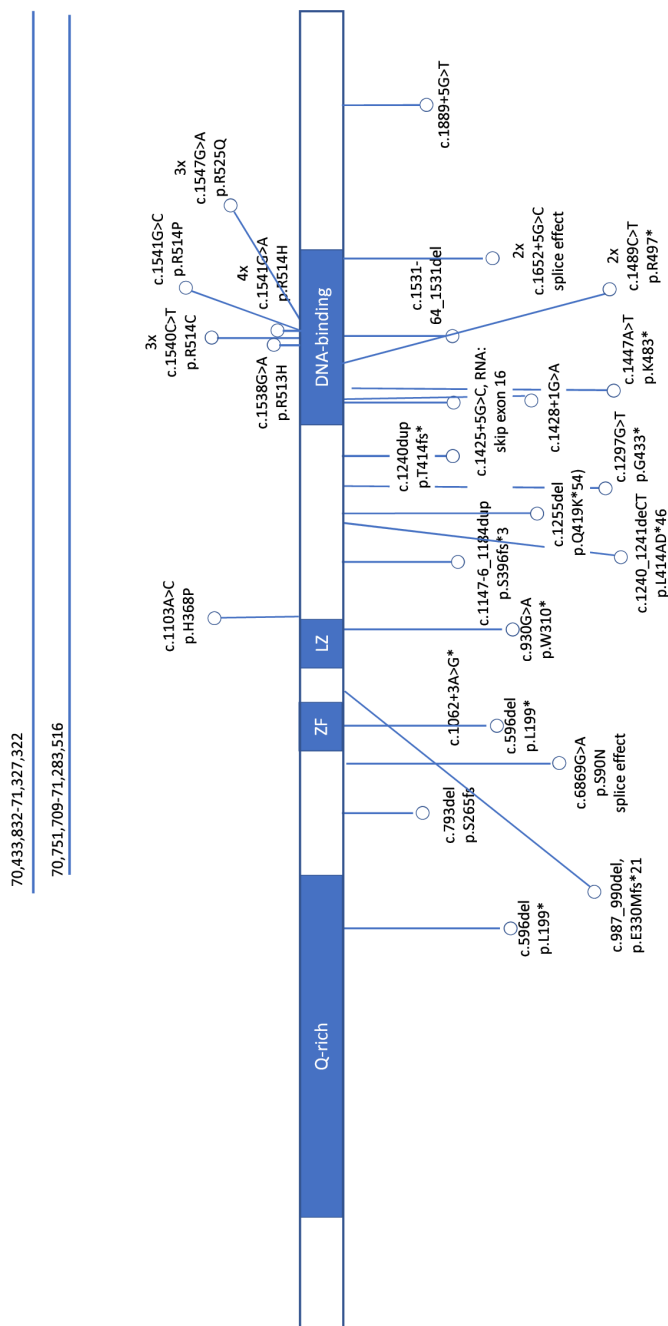 70,433,832-71,327,322
70,751,709-71,283,516
c.1103A>C
p.H368P
3x
c.1540C>T
p.R514C
c.1538G>A
p.R513H
c.1541G>C
p.R514P
4x
c.1541G>A
p.R514H
3x
c.1547G>A
p.R525Q
Q-rich
ZF
LZ
DNA-binding
c.596del
p.L199*
c.987_990del,
p.E330Mfs*21
c.793del
p.S265fs
c.6869G>A
p.S90N
splice effect
c.1062+3A>G*
c.596del
p.L199*
c.930G>A
p.W310*
c.1147-6_1184dup
p.S396fs*3
c.1240_1241deCT
p.L414AD*46
c.1255del
p.Q419K*54)
c.1240dup
p.T414fs*
c.1297G>T
p.G433*
c.1425+5G>C, RNA:
skip exon 16
c.1428+1G>A
c.1447A>T
p.K483*
c.1531-
64_1531del
2x
c.1489C>T
p.R497*
2x
c.1652+5G>C
splice effect
c.1889+5G>T